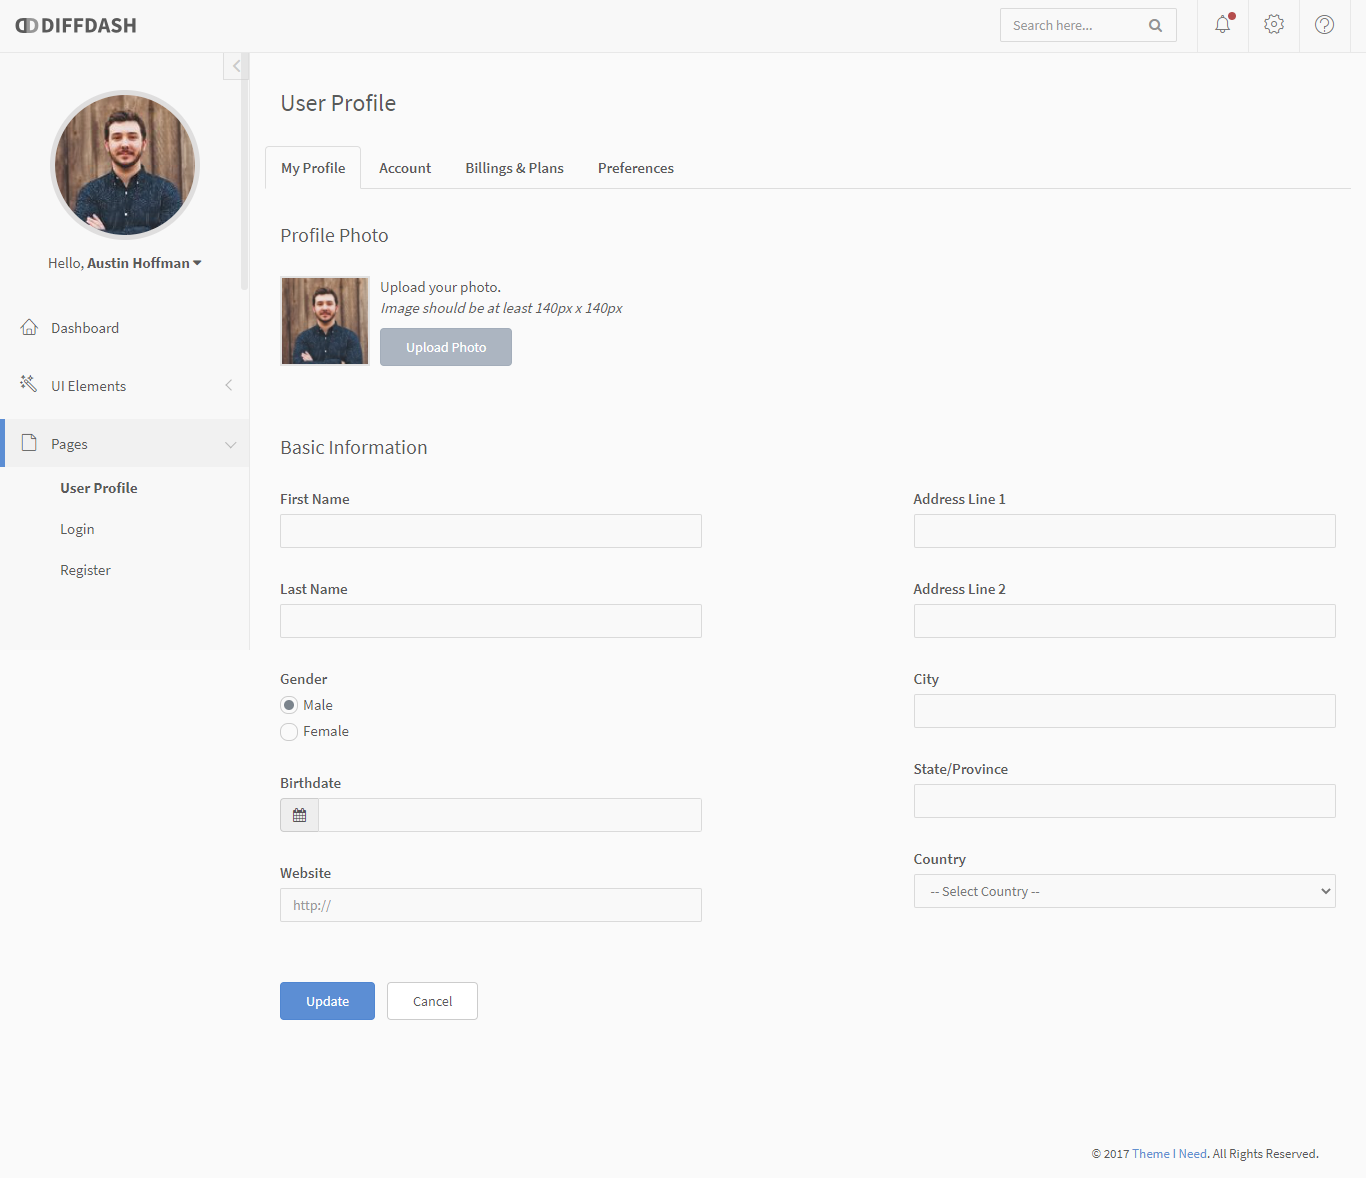 DIFFDASH
Search here...
Hello, Austin Hoffman
Dashboard
UI Elements
Pages
User Profile
Login
Register
User Profile
My Profile Account Billings & Plans Preferences
Profile Photo
Upload your photo.
Image should be at least 140px x 140px
Upload Photo
Basic Information
First Name
Last Name
Gender
Male
Female
Birthdate
Website
http://
Address Line 1
Address Line 2
City
State/Province
Country
-- Select Country --
Update Cancel
© 2017 Theme I Need. All Rights Reserved.